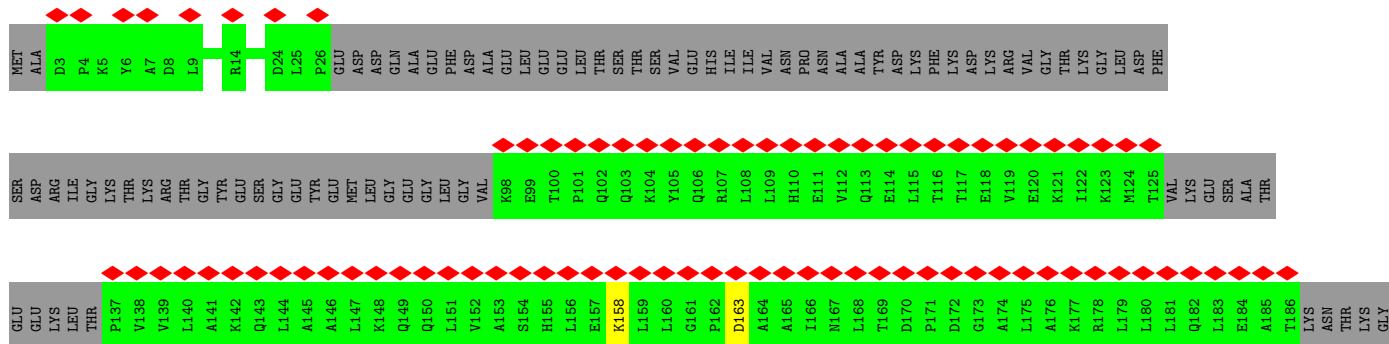 MET ALA D3 P4 K5 Y6 A7 D8 L9 R14 D24 L25 P26 GLU ASP ASP GLN ALA GLU PHE ASP ALA GLU LEU GLU GLU LEU THR SER THR SER VAL GLU HIS ILE ILE VAL ASN PRO ASN ALA ALA TYR ASP LYS PHE LYS ASP LYS ARG VAL GLY THR LYS GLY LEU ASP PHE
SER ASP ARG ILE GLY LYS THR LYS ARG THR GLY TYR GLU SER GLY GLU TYR GLU MET LEU GLY GLU GLY LEU GLY VAL K98 E99 T100 P101 Q102 Q103 K104 Y105 Q106 R107 L108 L109 H110 E111 V112 Q113 E114 L115 T116 T117 E118 V119 E120 K121 I122 K123 M124 T125 VAL LYS GLU SER ALA THR
GLU GLU LYS LEU THR P137 V138 V139 L140 A141 K142 Q143 L144 A145 A146 L147 K148 Q149 Q150 L151 V152 A153 S154 H155 L156 E157 K158 L159 L160 G161 P162 D163 A164 A165 I166 N167 L168 T169 D170 P171 D172 G173 A174 L175 A176 K177 R178 L179 L180 L181 Q182 L183 E184 A185 T186 LYS ASN THR LYS GLY